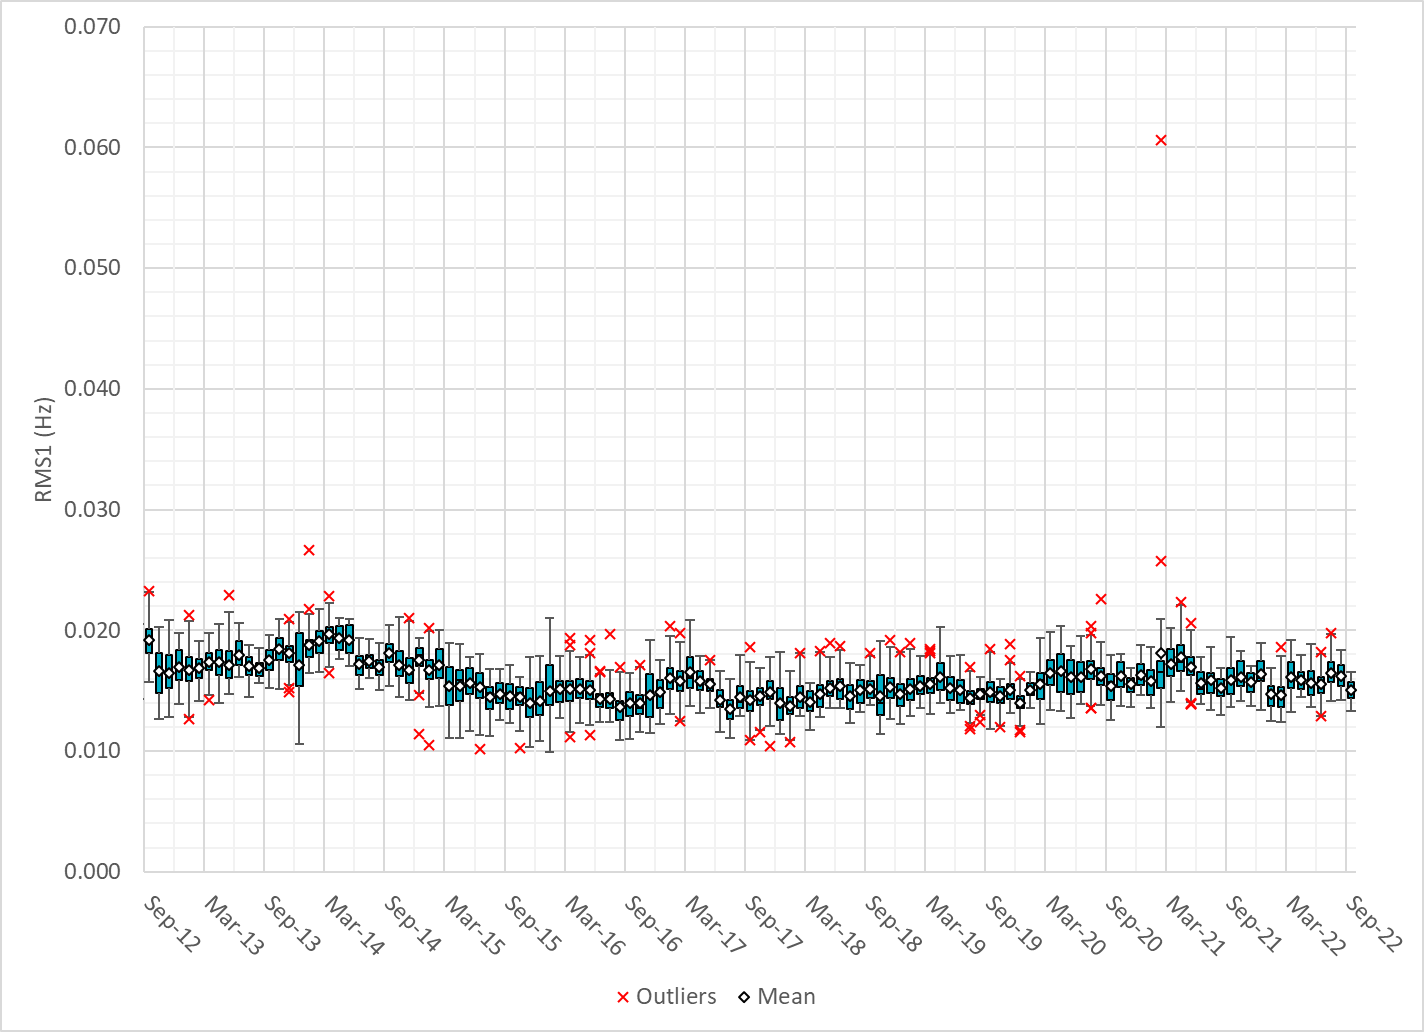 0.070
0.060
0.050
0.040
0.030
0.020
0.010
0.000
RMS1 (Hz)
Sep-12
Mar-13
Sep-13
Mar-14
Sep-14
Mar-15
Sep-15
Mar-16
Sep-16
Mar-17
Sep-17
Mar-18
Sep-18
Mar-19
Sep-19
Mar-20
Sep-20
Mar-21
Sep-21
Mar-22
Sep-22
Outliers
Mean